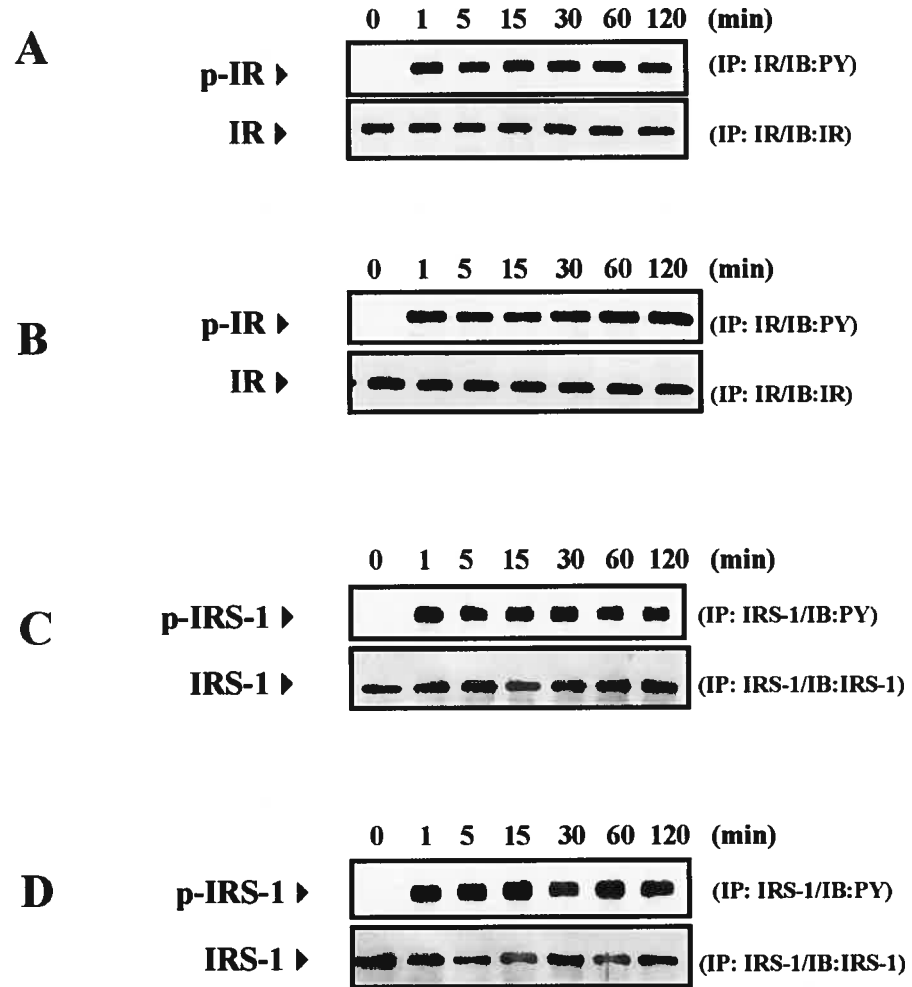 A
0 1 5 15 30 60 120 (min)
p-IR (IP: IR/IB:PY)
IR (IP: IR/IB:IR)
B
0 1 5 15 30 60 120 (min)
p-IR (IP: IR/IB:PY)
IR (IP: IR/IB:IR)
C
0 1 5 15 30 60 120 (min)
p-IRS-1 (IP: IRS-1/IB:PY)
IRS-1 (IP: IRS-1/IB:IRS-1)
D
0 1 5 15 30 60 120 (min)
p-IRS-1 (IP: IRS-1/IB:PY)
IRS-1 (IP: IRS-1/IB:IRS-1)